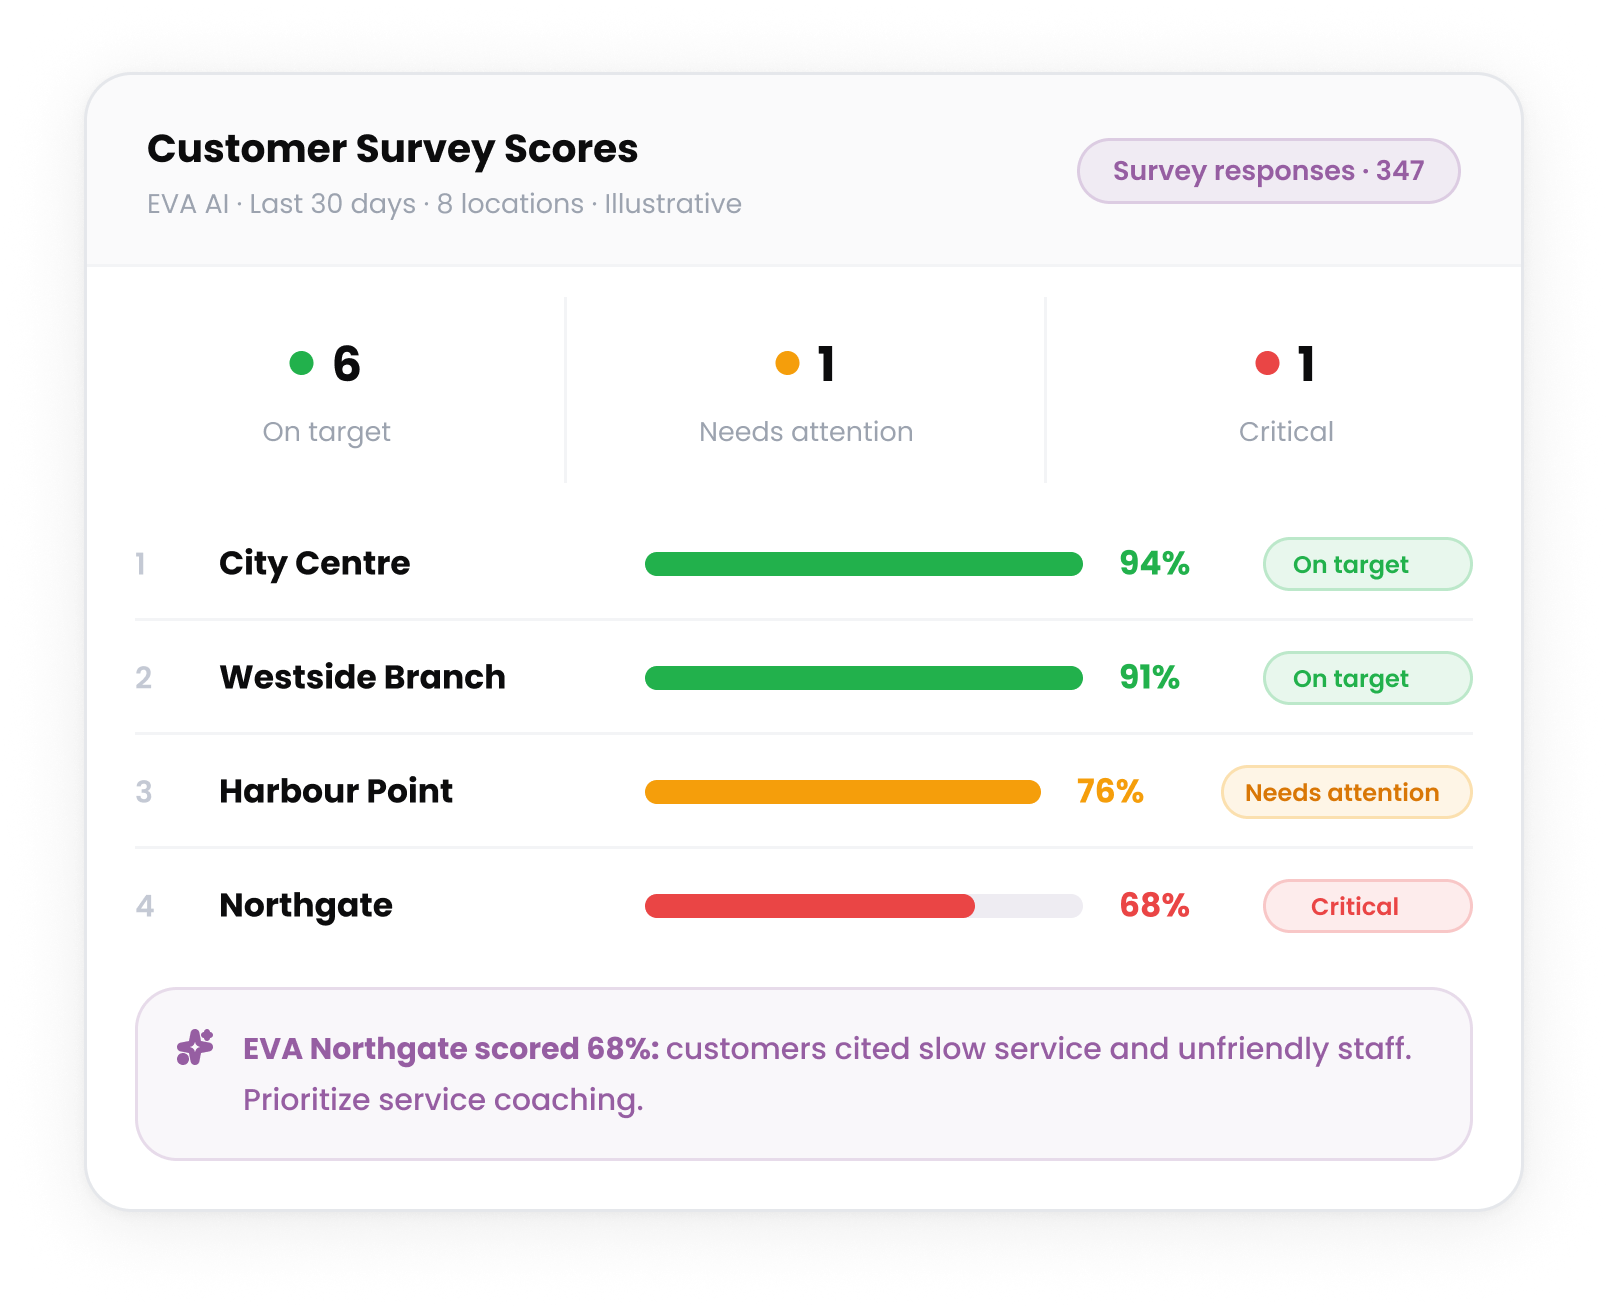 Customer Survey Scores
EVA AI · Last 30 days · 8 locations · Illustrative
Survey responses · 347
6
On target
1
Needs attention
1
Critical
1 City Centre 94% On target
2 Westside Branch 91% On target
3 Harbour Point 76% Needs attention
4 Northgate 68% Critical
EVA Northgate scored 68%: customers cited slow service and unfriendly staff.
Prioritize service coaching.